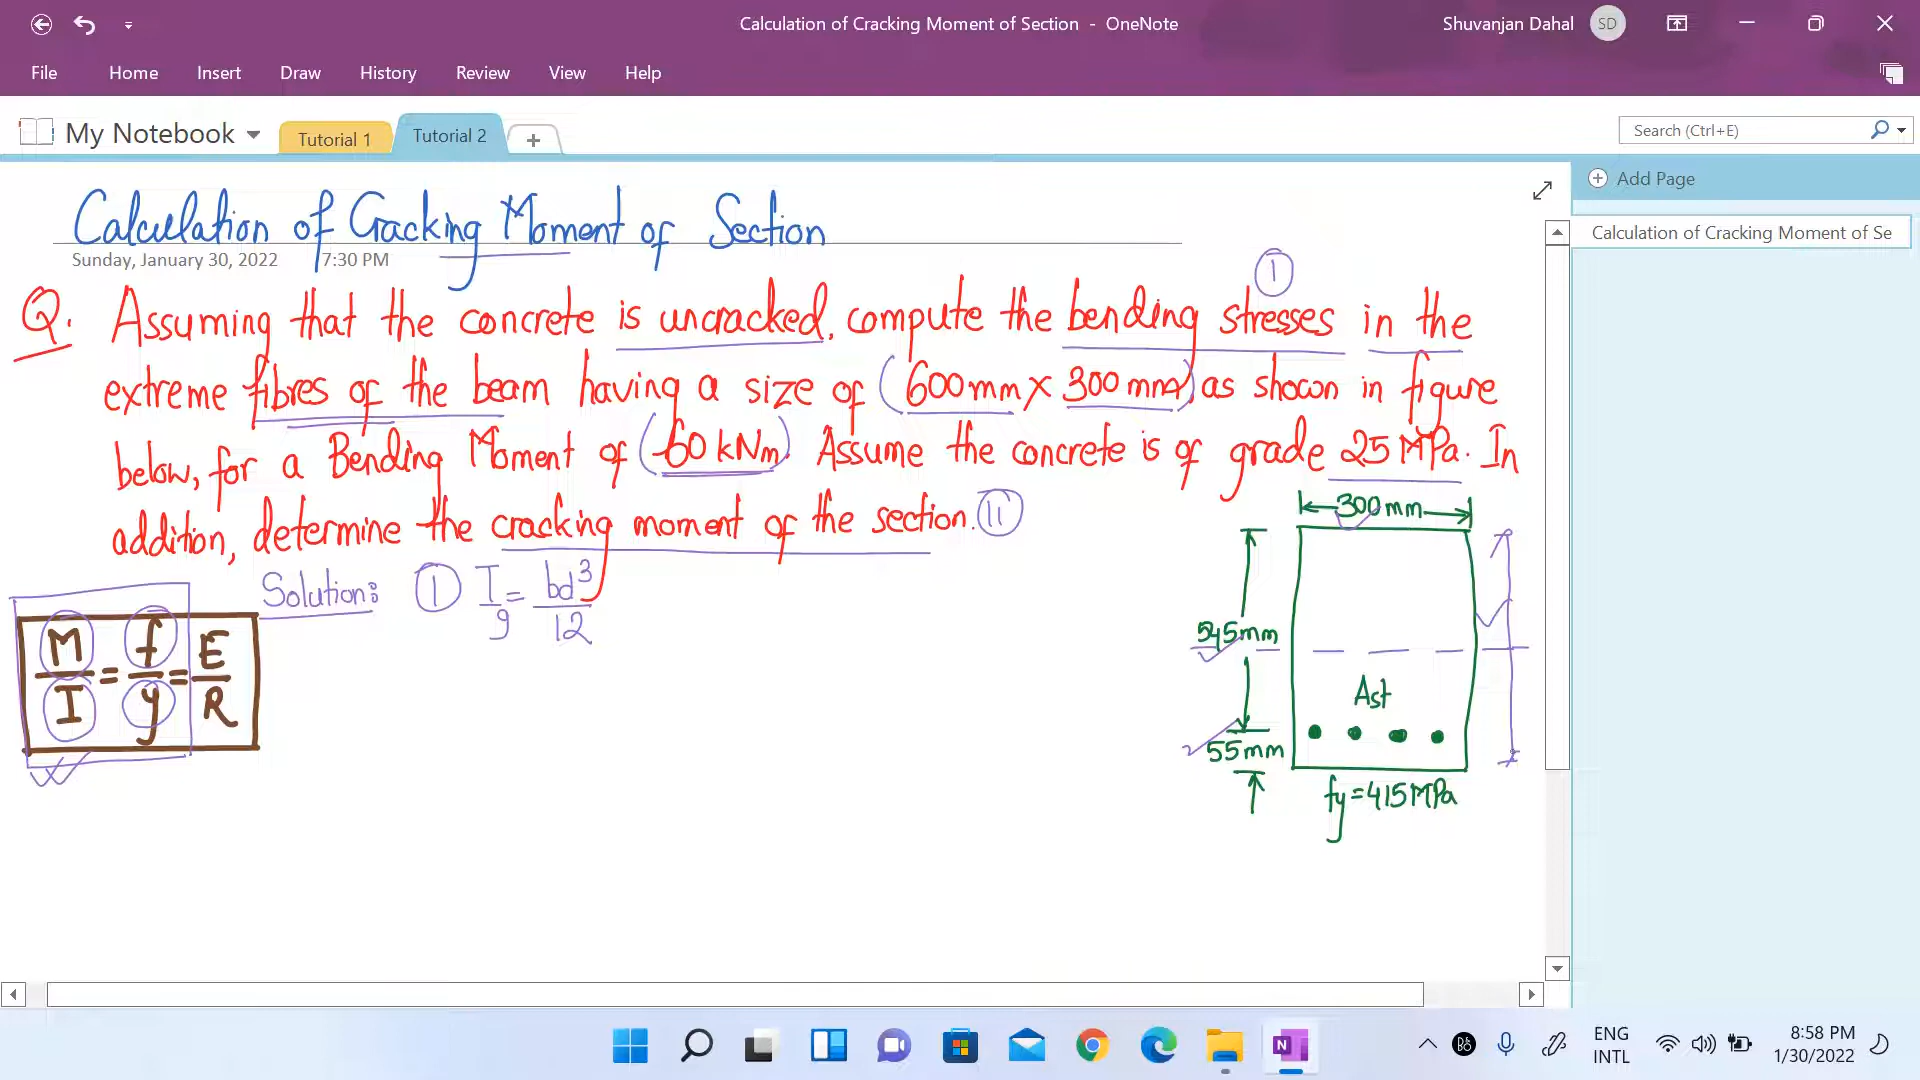 Calculation of Cracking Moment of Section - OneNote
Shuvanjan Dahal
SD
File
Home
Insert
Draw
History
Review
View
Help
My Notebook
Tutorial 1
Tutorial 2
+
Search (Ctrl+E)
Add Page
Calculation of Cracking Moment of Se
Calculation of Cracking Moment of Section
Sunday, January 30, 2022
7:30 PM
I
Q. Assuming that the concrete is uncracked, compute the bending stresses in the
extreme fibres of the beam having a size of (600mm x 300 mm) as shown in figure
below, for a Bending Moment of (60 kNm). Assume the concrete is of grade 25 MPa. In
addition, determine the cracking moment of the section. II
Solution: I Ig = bd³/12
M/I = f/y = E/R
300mm
545mm
Ast
55mm
fy=415MPa
N
ENG
INTL
8:58 PM
1/30/2022